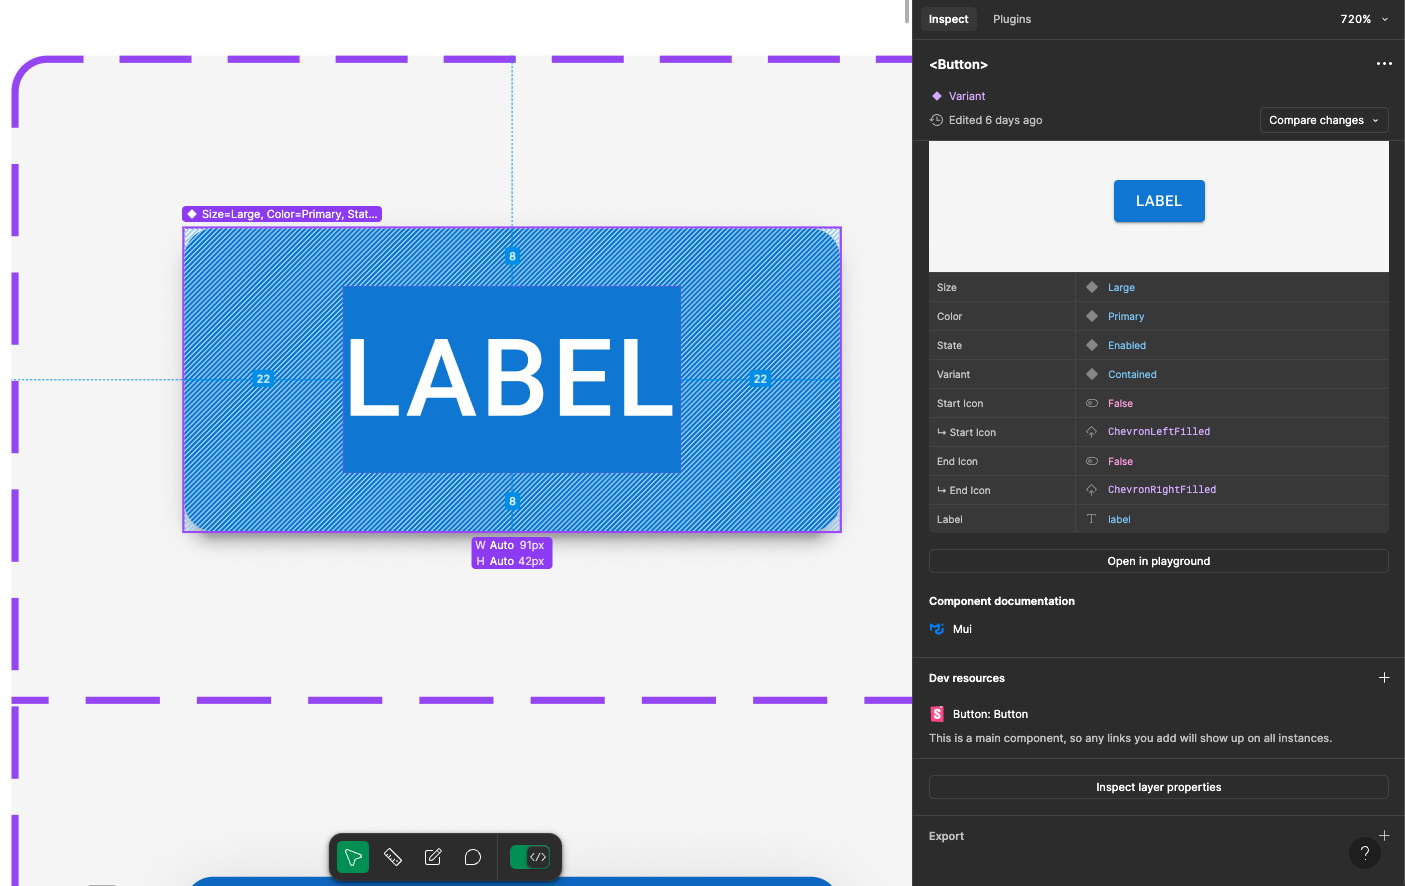 Inspect
Plugins
720%
<Button>
Variant
Edited 6 days ago
Compare changes
LABEL
Size=Large, Color=Primary, Stat...
8
LABEL
22
22
8
W Auto 91px
H Auto 42px
Size Large
Color Primary
State Enabled
Variant Contained
Start Icon False
↳ Start Icon ChevronLeftFilled
End Icon False
↳ End Icon ChevronRightFilled
Label label
Open in playground
Component documentation
Mui
Dev resources
Button: Button
This is a main component, so any links you add will show up on all instances.
Inspect layer properties
Export
?